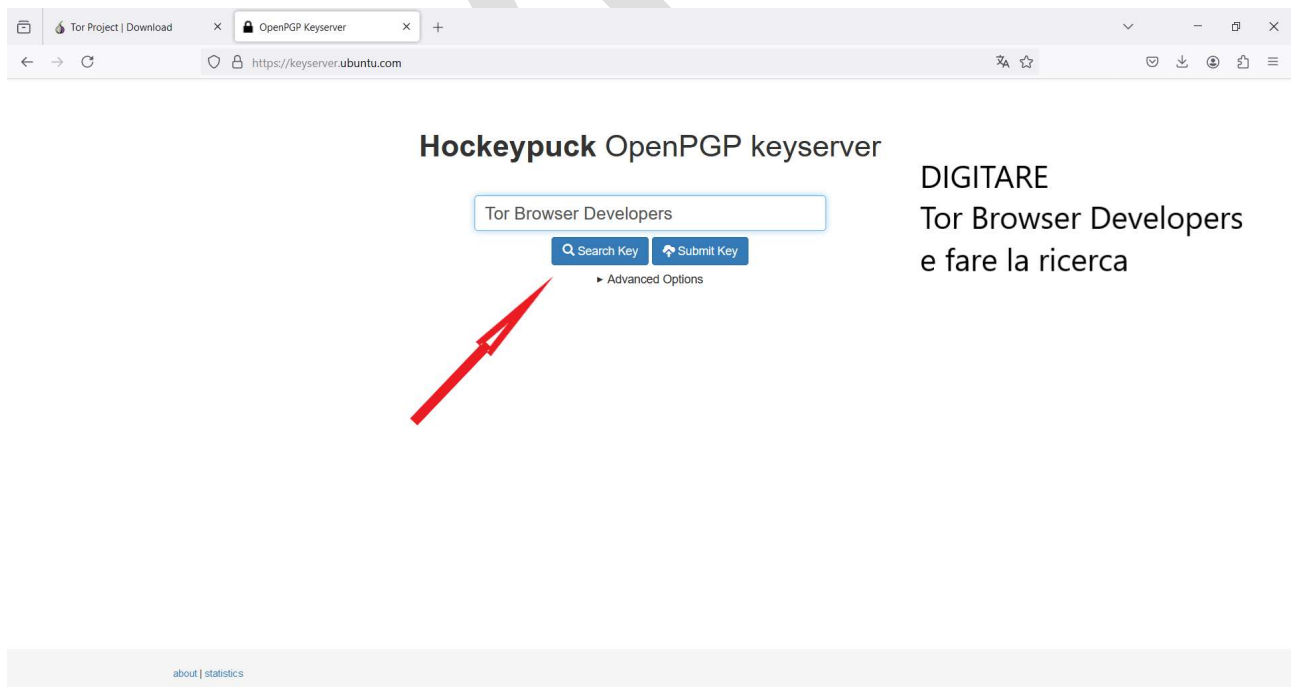 Tor Project | Download
OpenPGP Keyserver
https://keyserver.ubuntu.com
Hockeypuck OpenPGP keyserver
Tor Browser Developers
Search Key
Submit Key
▸ Advanced Options
DIGITARE
Tor Browser Developers
e fare la ricerca
about | statistics